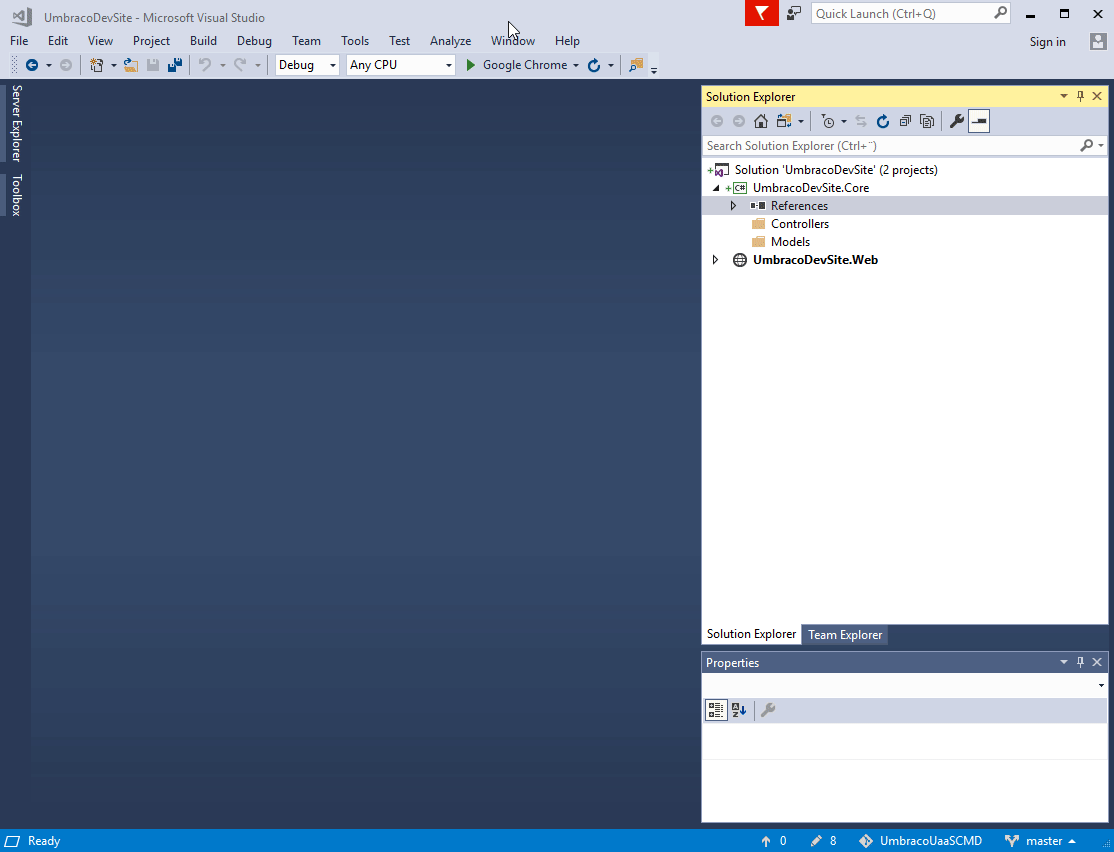 UmbracoDevSite - Microsoft Visual Studio
Quick Launch (Ctrl+Q)
File Edit View Project Build Debug Team Tools Test Analyze Window Help
Sign in
Debug Any CPU Google Chrome
Server Explorer
Toolbox
Solution Explorer
Search Solution Explorer (Ctrl+¨)
Solution 'UmbracoDevSite' (2 projects)
C# UmbracoDevSite.Core
References
Controllers
Models
UmbracoDevSite.Web
Solution Explorer Team Explorer
Properties
Ready 0 8 UmbracoUaaSCMD master